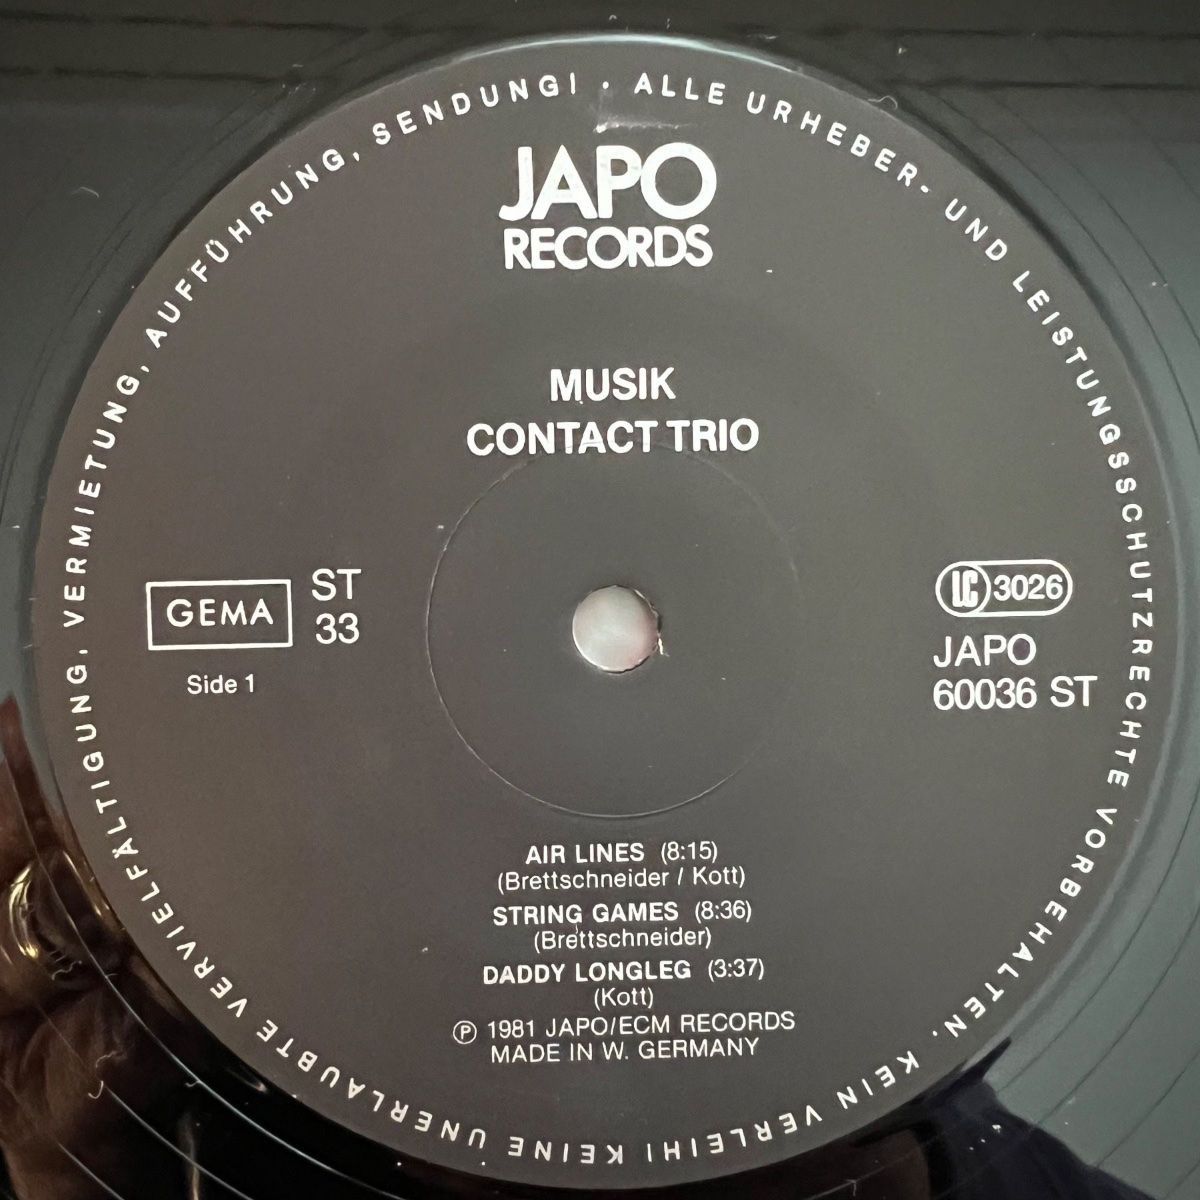 ALLE URHEBER- UND LEISTUNGSSCHUTZRECHTE VORBEHALTEN. KEIN VERLEIH! KEINE UNERLAUBTE VERVIELFÄLTIGUNG, VERMIETUNG, AUFFÜHRUNG, SENDUNG! ·
JAPO
RECORDS
MUSIK
CONTACT TRIO
GEMA
ST
33
Side 1
LC 3026
JAPO
60036 ST
AIR LINES (8:15)
(Brettschneider / Kott)
STRING GAMES (8:36)
(Brettschneider)
DADDY LONGLEG (3:37)
(Kott)
Ⓟ 1981 JAPO/ECM RECORDS
MADE IN W. GERMANY